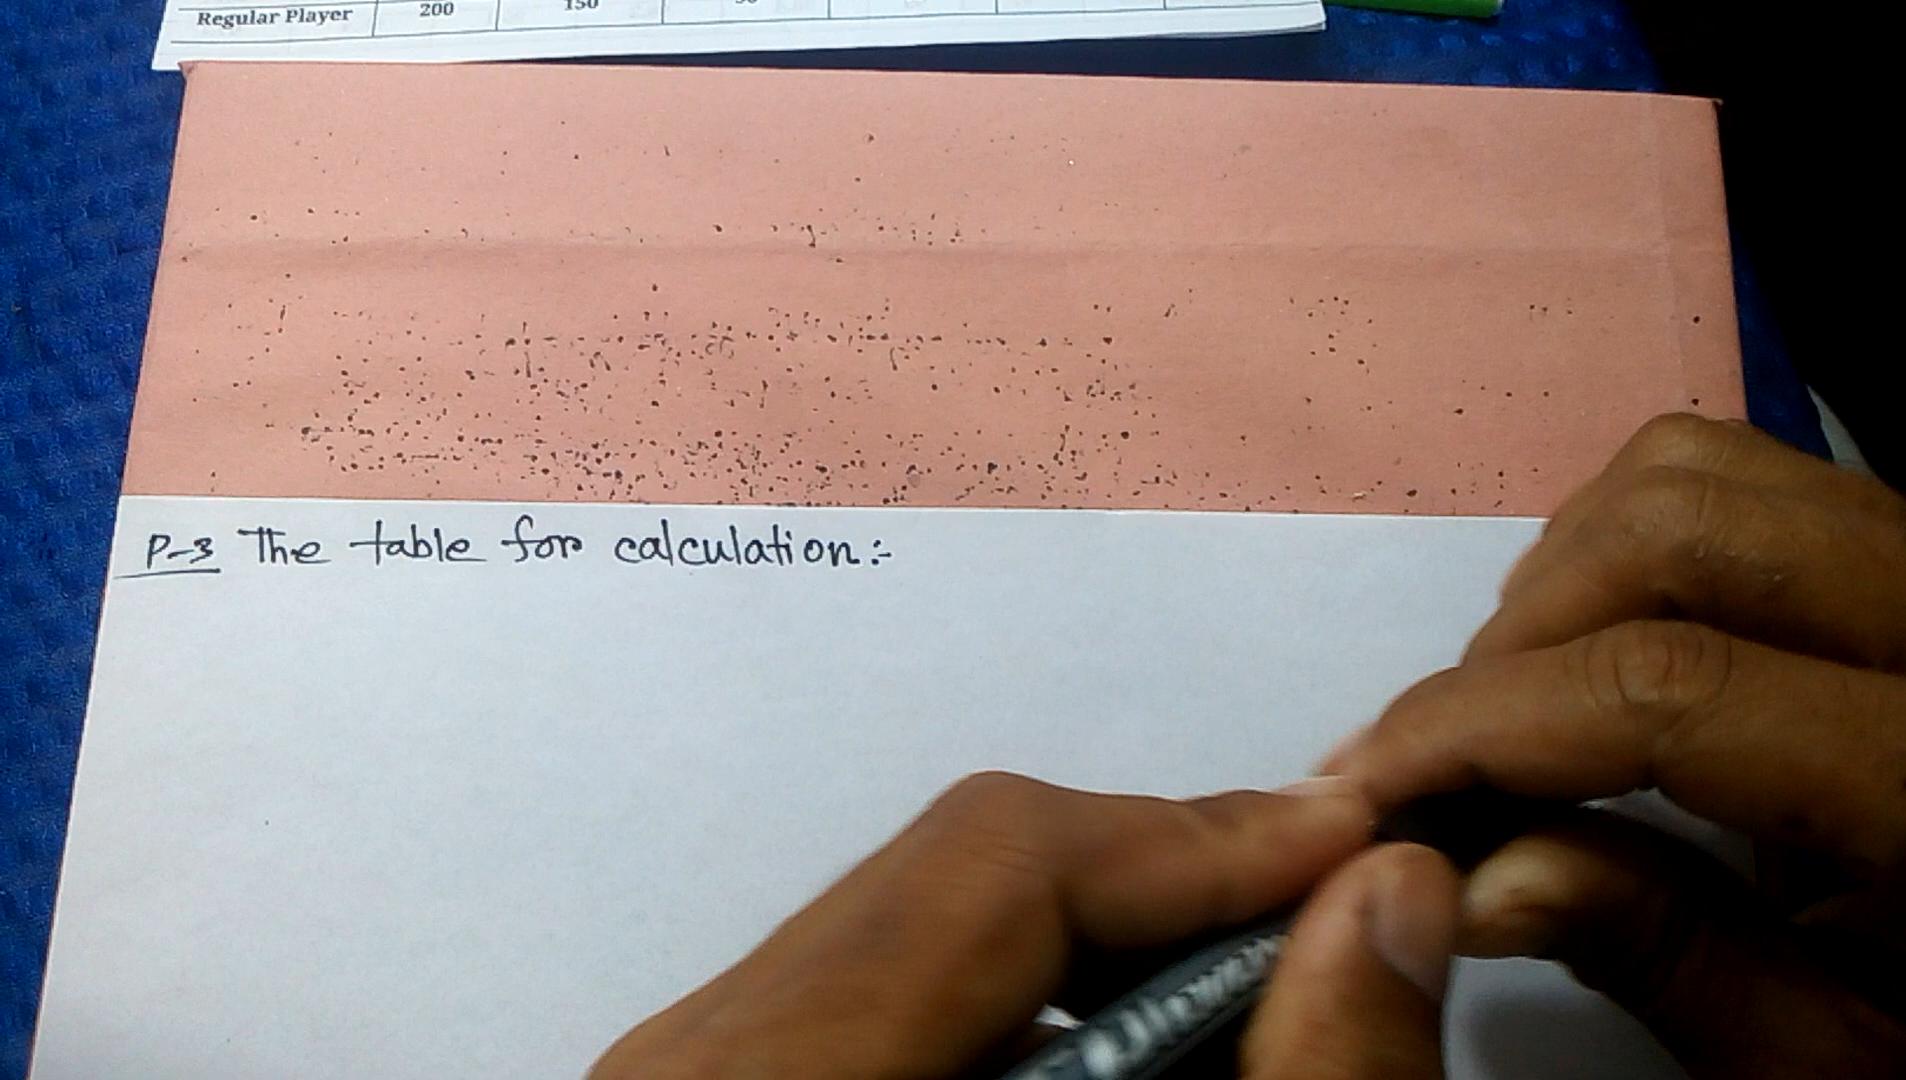 Regular Player 200 150
P-3 The table for calculation:-